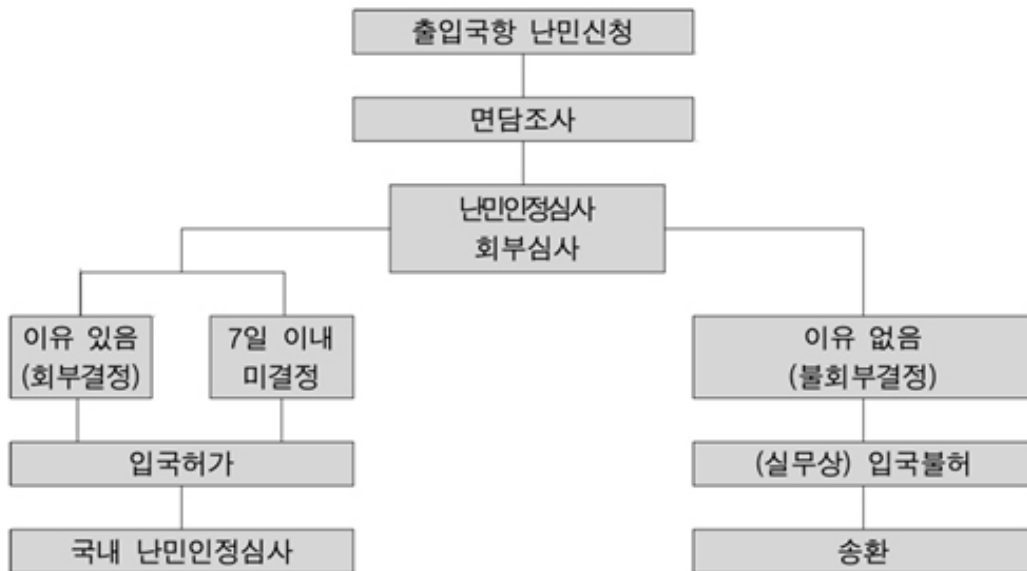 출입국항 난민신청
면담조사
난민인정심사
회부심사
이유 있음
(회부결정)
7일 이내
미결정
이유 없음
(불회부결정)
입국허가
(실무상) 입국불허
국내 난민인정심사
송환